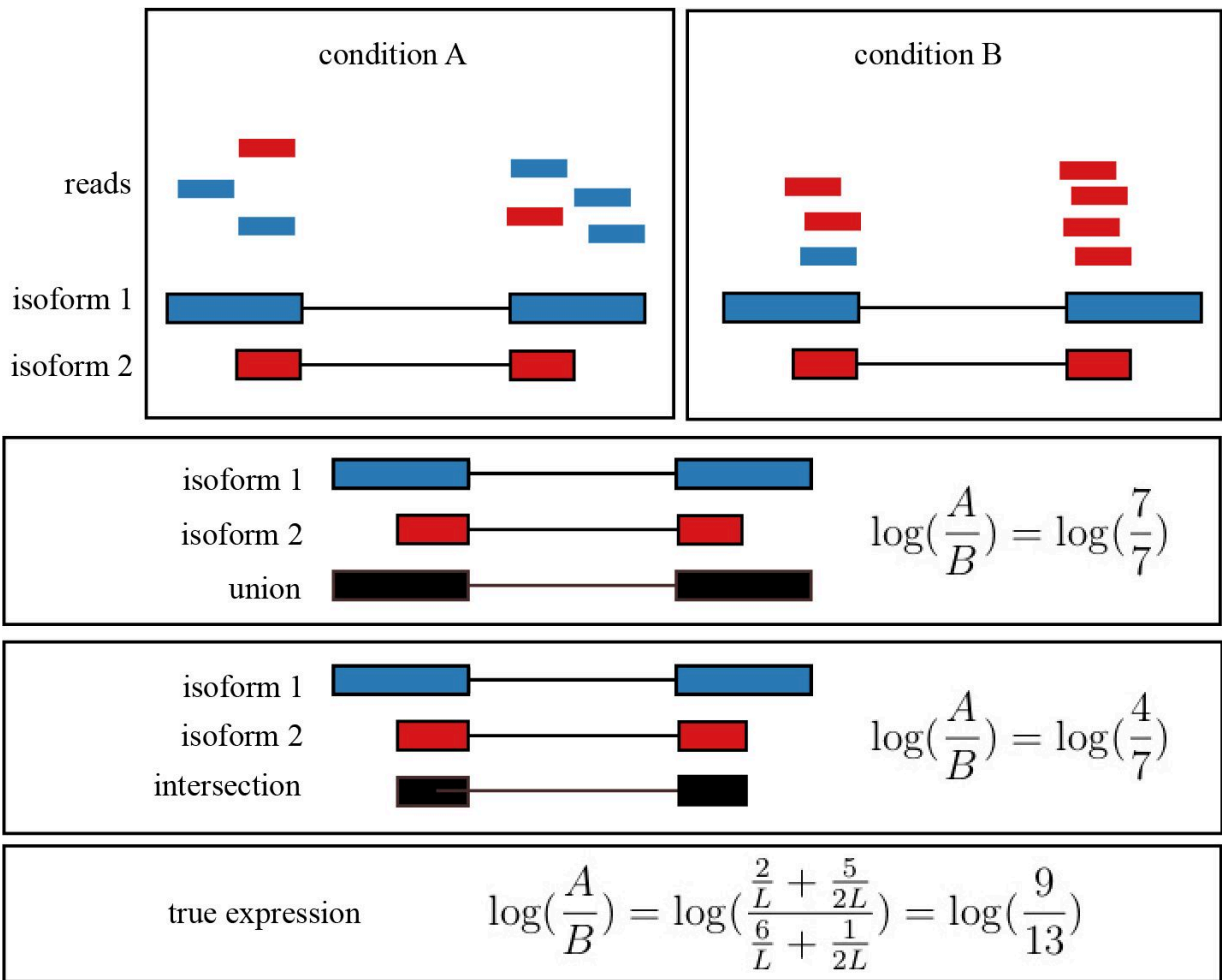 condition A
condition B
reads
isoform 1
isoform 2
isoform 1
isoform 2
union
log(A/B) = log(7/7)
isoform 1
isoform 2
intersection
log(A/B) = log(4/7)
true expression
log(A/B) = log((2/L + 5/2L)/(6/L + 1/2L)) = log(9/13)